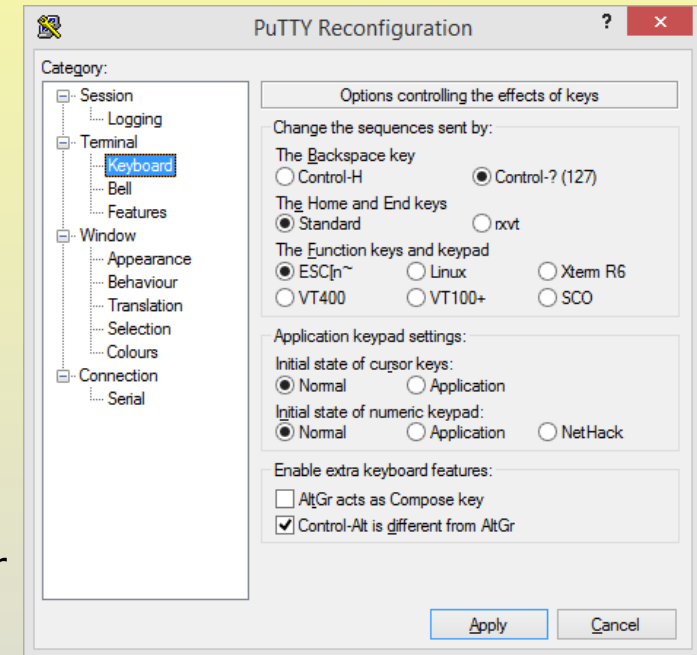 PuTTY Reconfiguration ? ×
Category:
Session
Logging
Terminal
Keyboard
Bell
Features
Window
Appearance
Behaviour
Translation
Selection
Colours
Connection
Serial
Options controlling the effects of keys
Change the sequences sent by:
The Backspace key
Control-H Control-? (127)
The Home and End keys
Standard rxvt
The Function keys and keypad
ESC[n~ Linux Xterm R6
VT400 VT100+ SCO
Application keypad settings:
Initial state of cursor keys:
Normal Application
Initial state of numeric keypad:
Normal Application NetHack
Enable extra keyboard features:
AltGr acts as Compose key
Control-Alt is different from AltGr
Apply Cancel
r